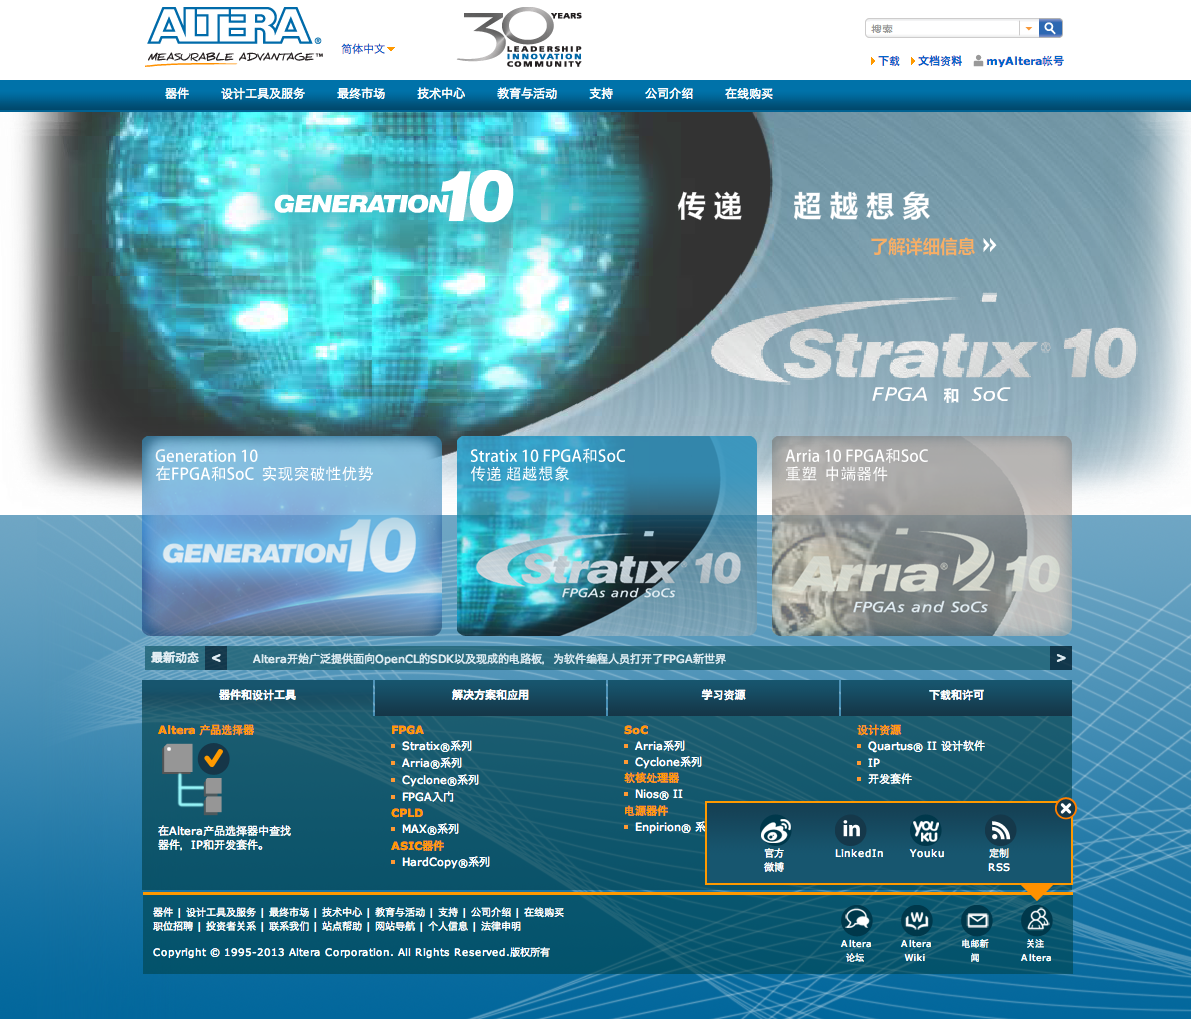 ALTERA®
MEASURABLE ADVANTAGE™
简体中文
30 YEARS
LEADERSHIP
INNOVATION
COMMUNITY
搜索
下载 文档资料 myAltera帐号
器件 设计工具及服务 最终市场 技术中心 教育与活动 支持 公司介绍 在线购买
GENERATION10
传递 超越想象
了解详细信息 »
Stratix® 10
FPGA 和 SoC
Generation 10
在FPGA和SoC 实现突破性优势
GENERATION10
Stratix 10 FPGA和SoC
传递 超越想象
Stratix 10
FPGAs and SoCs
Arria 10 FPGA和SoC
重塑 中端器件
Arria® 10
FPGAs and SoCs
最新动态 < Altera开始广泛提供面向OpenCL的SDK以及现成的电路板，为软件编程人员打开了FPGA新世界 >
器件和设计工具 解决方案和应用 学习资源 下载和许可
Altera 产品选择器
在Altera产品选择器中查找
器件，IP和开发套件。
FPGA
Stratix®系列
Arria®系列
Cyclone®系列
FPGA入门
CPLD
MAX®系列
ASIC器件
HardCopy®系列
SoC
Arria系列
Cyclone系列
软核处理器
Nios® II
电源器件
Enpirion® 系
设计资源
Quartus® II 设计软件
IP
开发套件
官方
微博
in
LinkedIn
YOU
KU
Youku
定制
RSS
器件 | 设计工具及服务 | 最终市场 | 技术中心 | 教育与活动 | 支持 | 公司介绍 | 在线购买
职位招聘 | 投资者关系 | 联系我们 | 站点帮助 | 网站导航 | 个人信息 | 法律申明
Copyright © 1995-2013 Altera Corporation. All Rights Reserved.版权所有
Altera
论坛
W
Altera
Wiki
电邮新
闻
关注
Altera